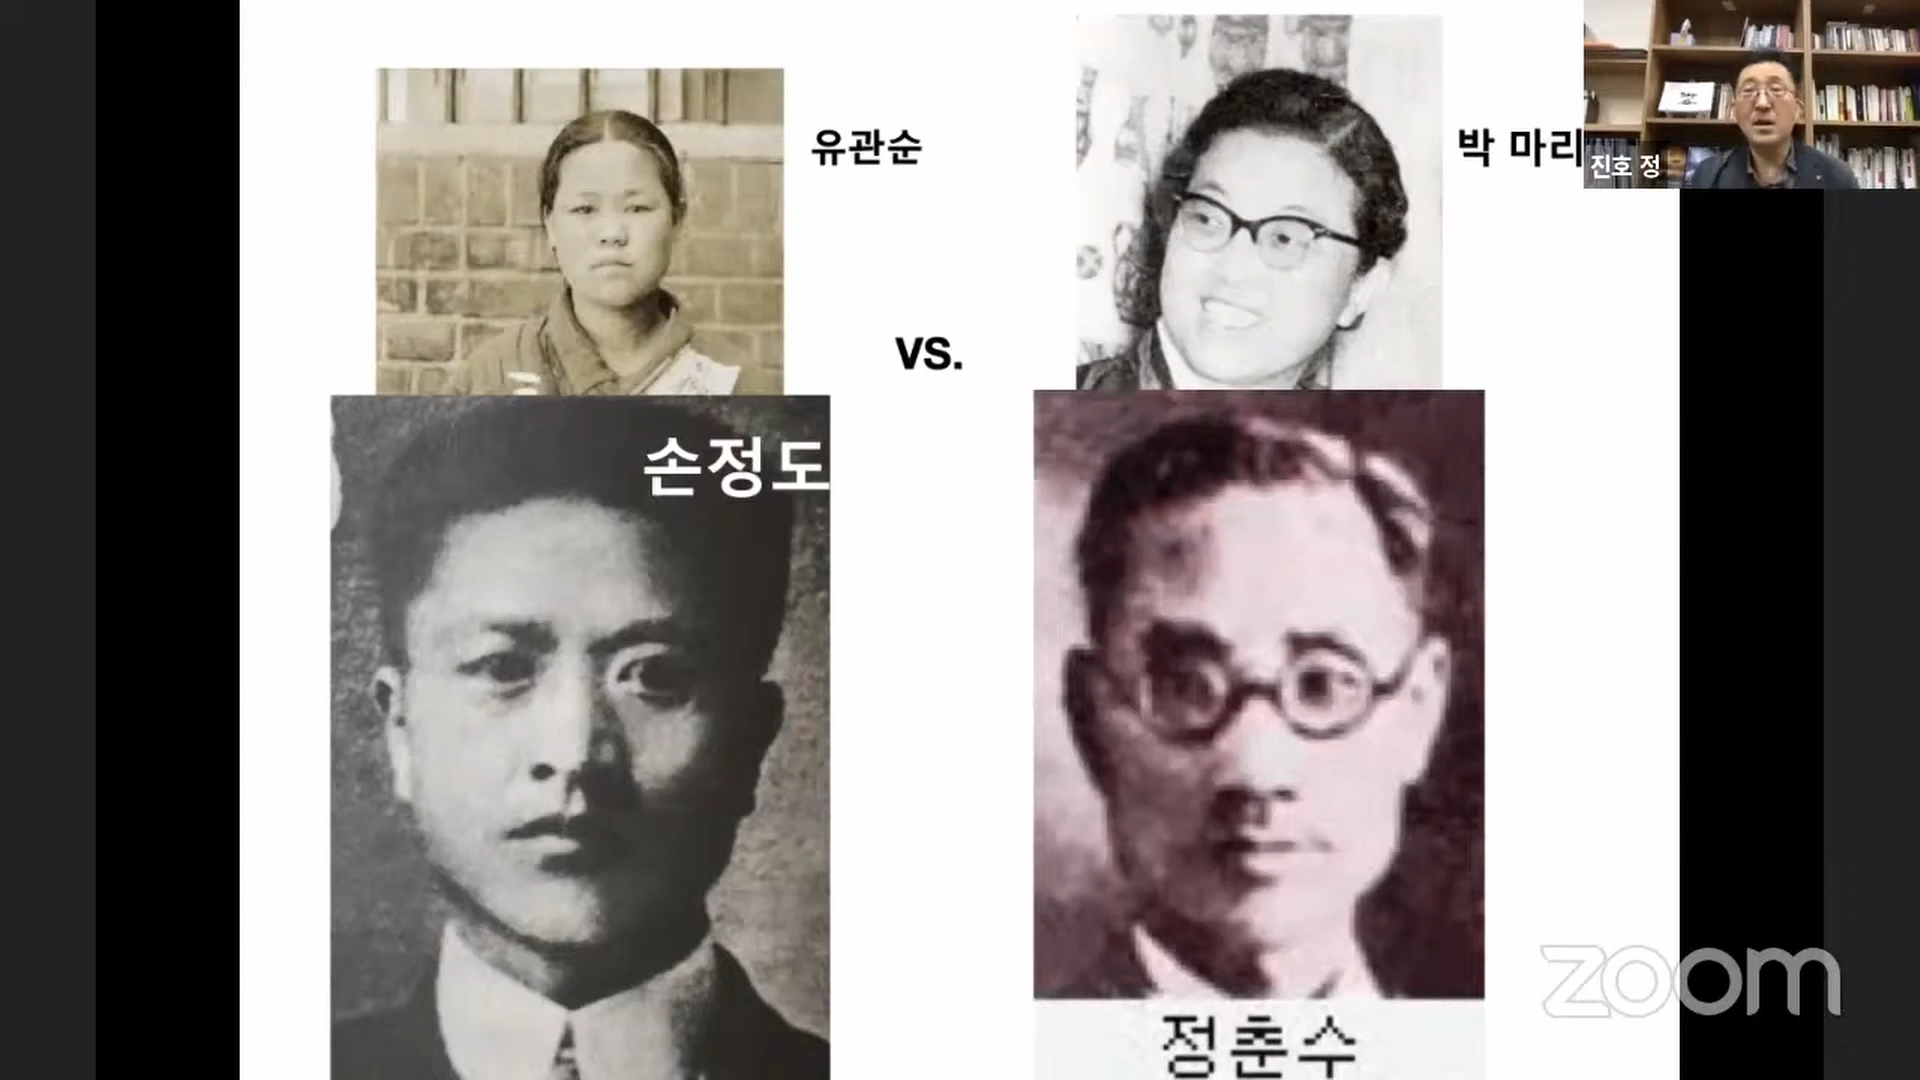 유관순
박 마리
진호 정
vs.
손정도
정춘수
zoom